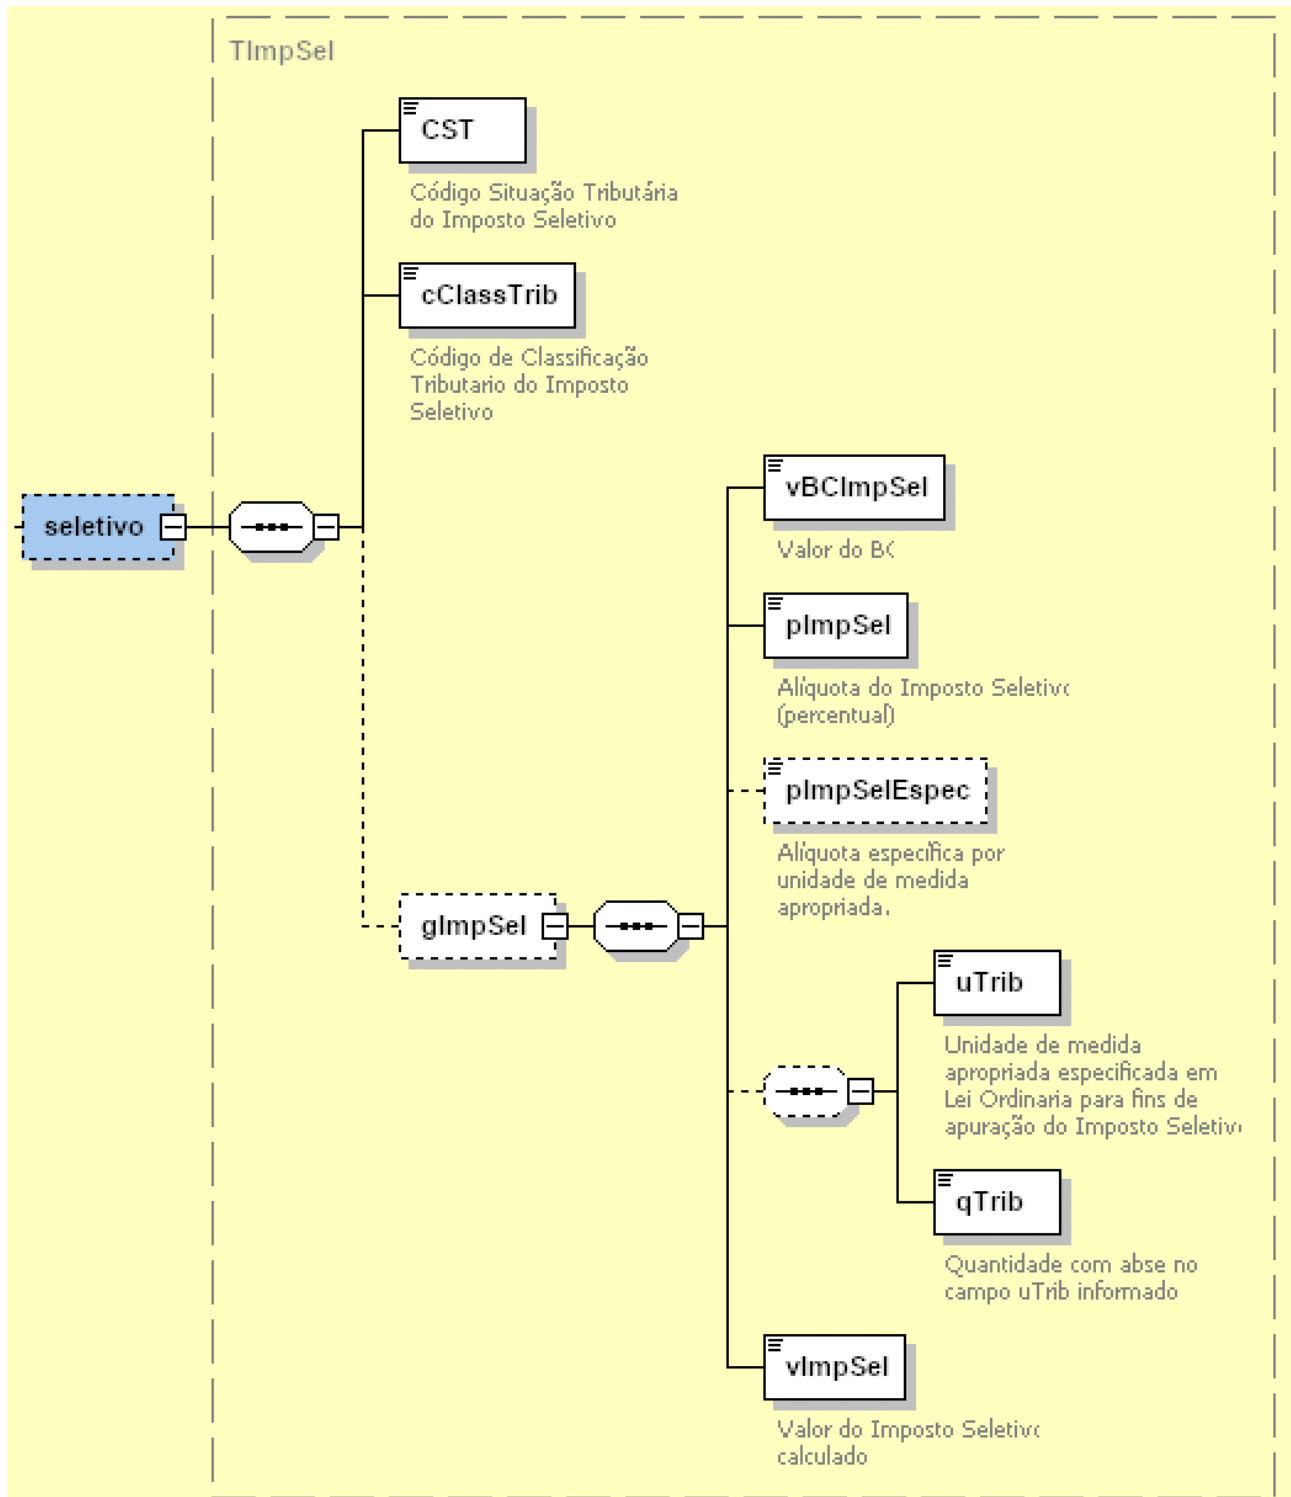 TImpSel
CST
Código Situação Tributária
do Imposto Seletivo
cClassTrib
Código de Classificação
Tributario do Imposto
Seletivo
seletivo
vBCImpSel
Valor do BC
pImpSel
Alíquota do Imposto Seletivo
(percentual)
pImpSelEspec
Alíquota específica por
unidade de medida
apropriada.
gImpSel
uTrib
Unidade de medida
apropriada especificada em
Lei Ordinaria para fins de
apuração do Imposto Seletivo
qTrib
Quantidade com abse no
campo uTrib informado
vImpSel
Valor do Imposto Seletivo
calculado